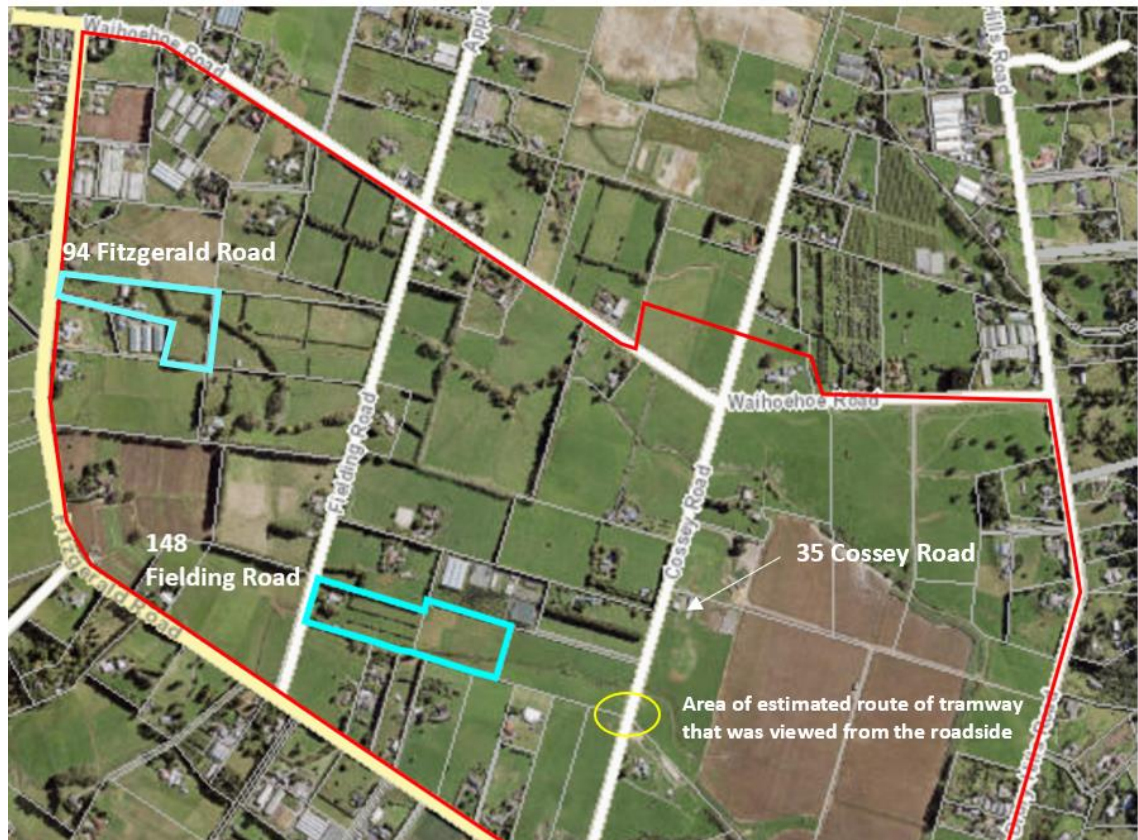 Waihoehoe Road
94 Fitzgerald Road
Fielding Road
Waihoehoe Road
Cossey Road
35 Cossey Road
148
Fielding Road
Fitzgerald Road
Area of estimated route of tramway
that was viewed from the roadside